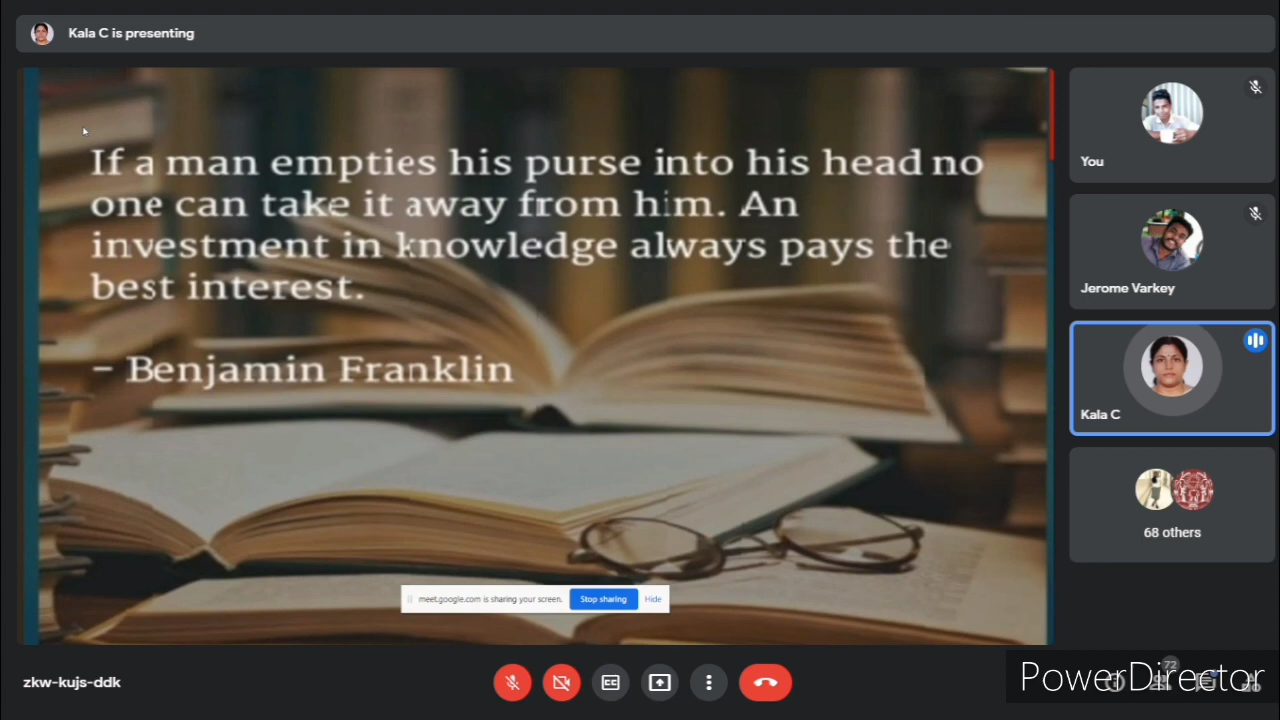 Kala C is presenting
If a man empties his purse into his head no
one can take it away from him. An
investment in knowledge always pays the
best interest.
– Benjamin Franklin
You
Jerome Varkey
Kala C
68 others
meet.google.com is sharing your screen.
Stop sharing
Hide
zkw-kujs-ddk
CC
72
PowerDirector